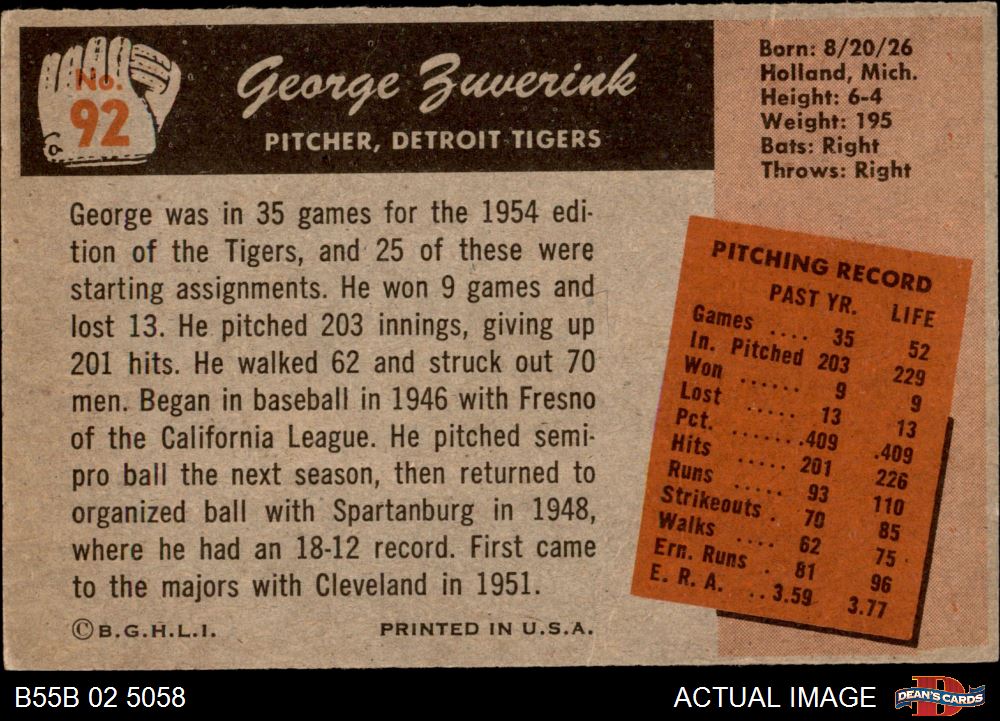 No.
92
George Zuverink
PITCHER, DETROIT TIGERS
Born: 8/20/26
Holland, Mich.
Height: 6-4
Weight: 195
Bats: Right
Throws: Right
George was in 35 games for the 1954 edi-
tion of the Tigers, and 25 of these were
starting assignments. He won 9 games and
lost 13. He pitched 203 innings, giving up
201 hits. He walked 62 and struck out 70
men. Began in baseball in 1946 with Fresno
of the California League. He pitched semi-
pro ball the next season, then returned to
organized ball with Spartanburg in 1948,
where he had an 18-12 record. First came
to the majors with Cleveland in 1951.
©B.G.H.L.I. PRINTED IN U.S.A.
PITCHING RECORD
PAST YR. LIFE
Games .... 35 52
In. Pitched 203 229
Won ...... 9 9
Lost ..... 13 13
Pct. .......409 .409
Hits ..... 201 226
Runs ..... 93 110
Strikeouts . 70 85
Walks .... 62 75
Ern. Runs . 81 96
E. R. A. ..3.59 3.77
B55B 02 5058
ACTUAL IMAGE
DEAN'S CARDS